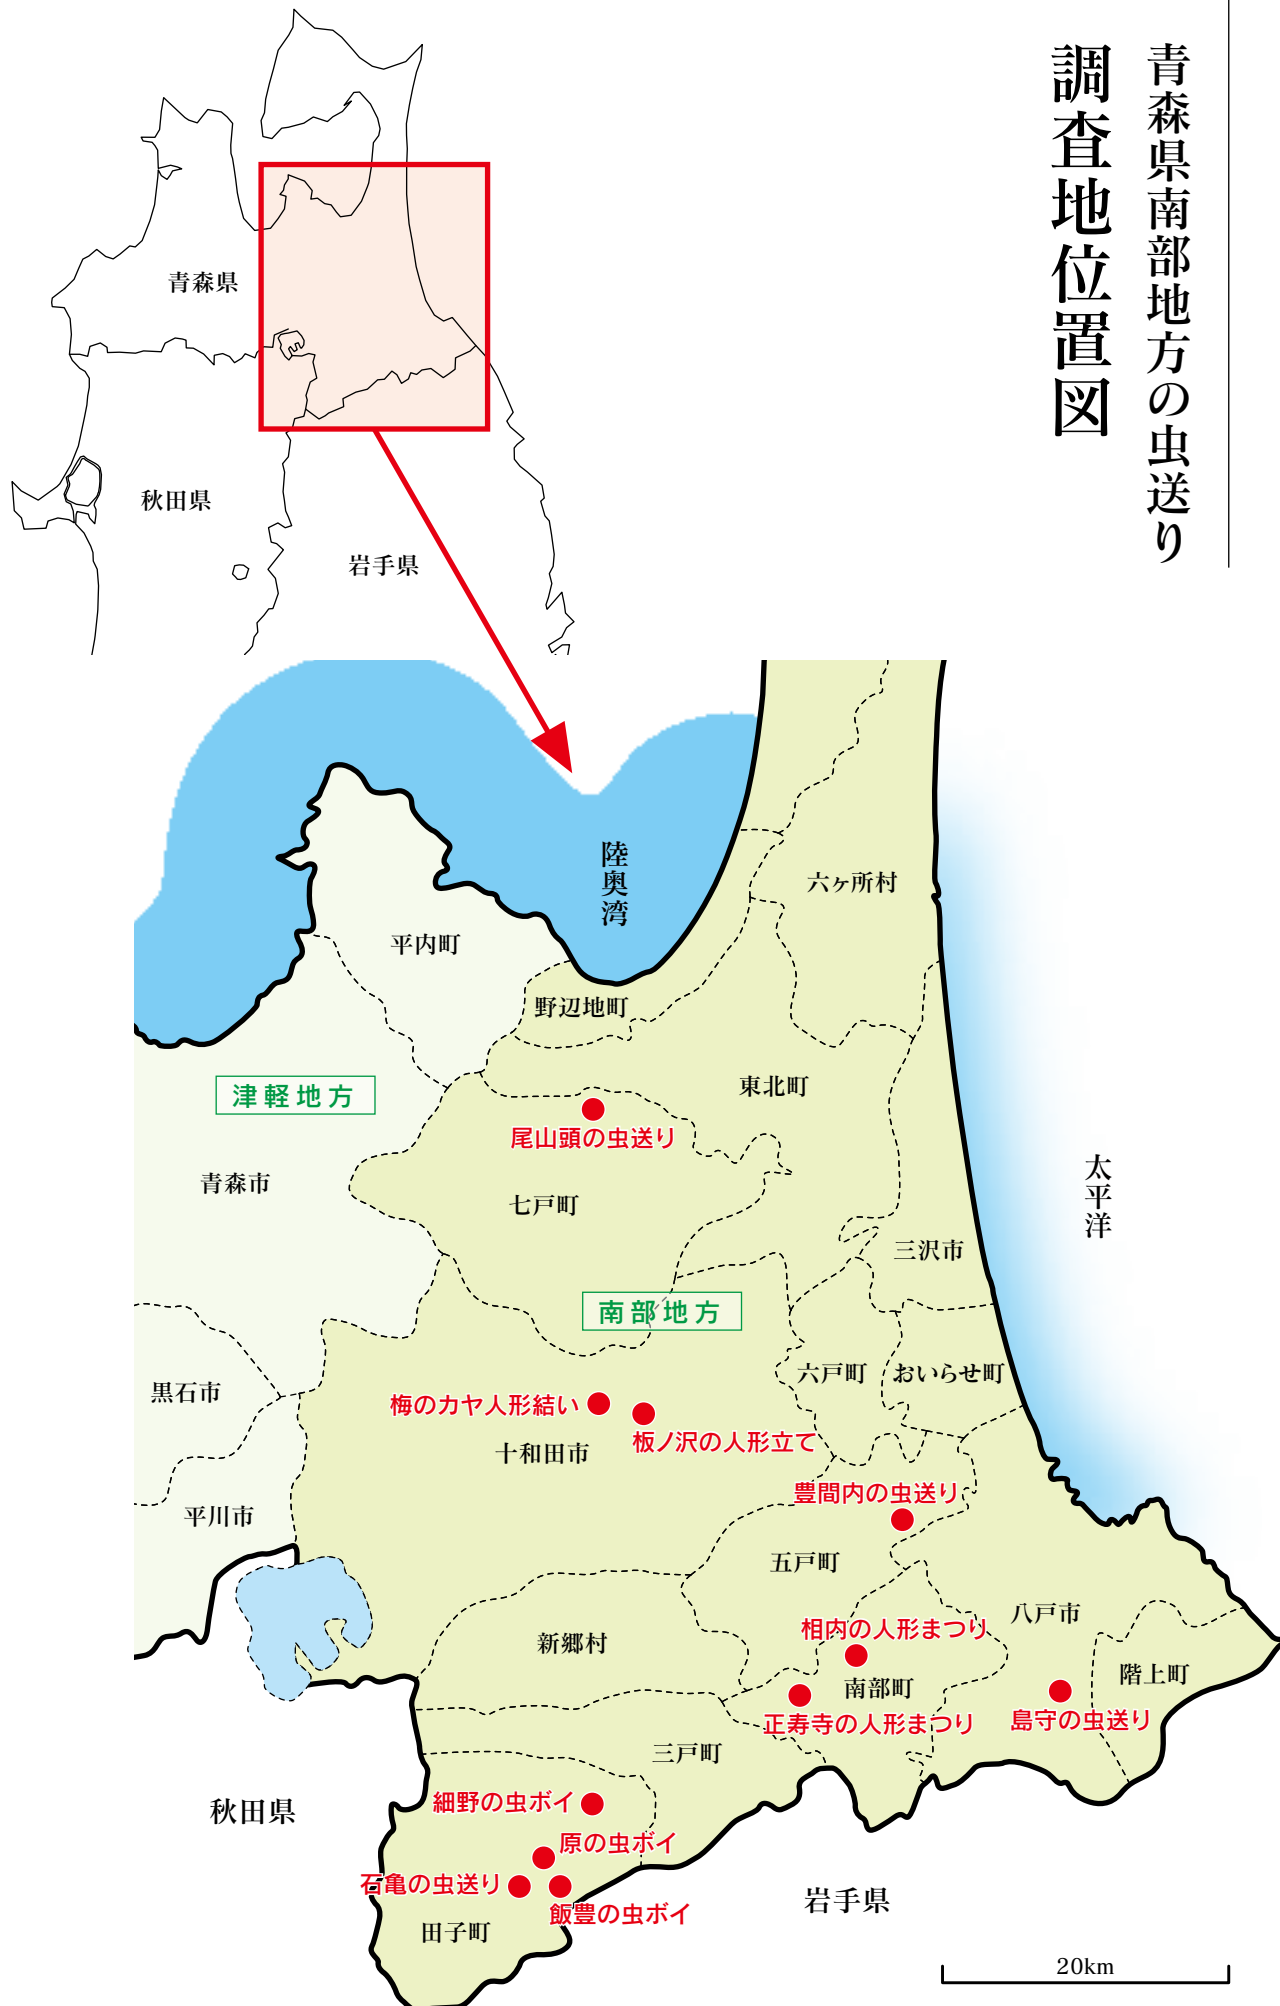 青森県南部地方の虫送り
調査地位置図
青森県
秋田県
岩手県
陸奥湾
六ヶ所村
平内町
野辺地町
東北町
津軽地方
尾山頭の虫送り
青森市
七戸町
太平洋
三沢市
南部地方
六戸町
おいらせ町
黒石市
梅のカヤ人形結い
板ノ沢の人形立て
十和田市
豊間内の虫送り
平川市
五戸町
八戸市
相内の人形まつり
新郷村
階上町
南部町
正寿寺の人形まつり
島守の虫送り
三戸町
細野の虫ボイ
秋田県
原の虫ボイ
石亀の虫送り
飯豊の虫ボイ
岩手県
田子町
20km